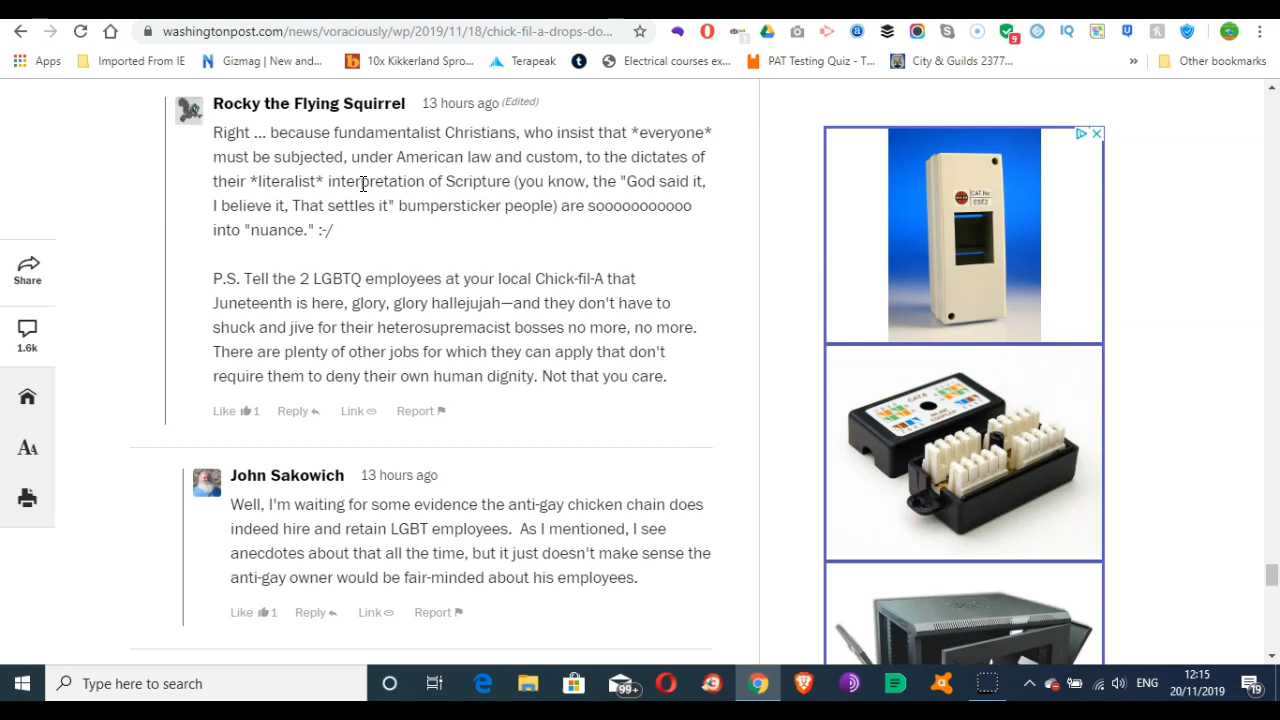 washingtonpost.com/news/voraciously/wp/2019/11/18/chick-fil-a-drops-do...
9
Apps
Imported From IE
Gizmag | New and...
10x Kikkerland Spro...
Terapeak
Electrical courses ex...
PAT Testing Quiz - T...
City & Guilds 2377...
»
Other bookmarks
Rocky the Flying Squirrel 13 hours ago (Edited)
Right ... because fundamentalist Christians, who insist that *everyone*
must be subjected, under American law and custom, to the dictates of
their *literalist* interpretation of Scripture (you know, the "God said it,
I believe it, That settles it" bumpersticker people) are sooooooooooo
into "nuance." :-/
P.S. Tell the 2 LGBTQ employees at your local Chick-fil-A that
Juneteenth is here, glory, glory hallejujah—and they don't have to
shuck and jive for their heterosupremacist bosses no more, no more.
There are plenty of other jobs for which they can apply that don't
require them to deny their own human dignity. Not that you care.
Like 1 Reply Link Report
John Sakowich 13 hours ago
Well, I'm waiting for some evidence the anti-gay chicken chain does
indeed hire and retain LGBT employees.  As I mentioned, I see
anecdotes about that all the time, but it just doesn't make sense the
anti-gay owner would be fair-minded about his employees.
Like 1 Reply Link Report
Share
1.6k
AA
CAT.No
CAT.6
Type here to search
99+
ENG
12:15
20/11/2019
19